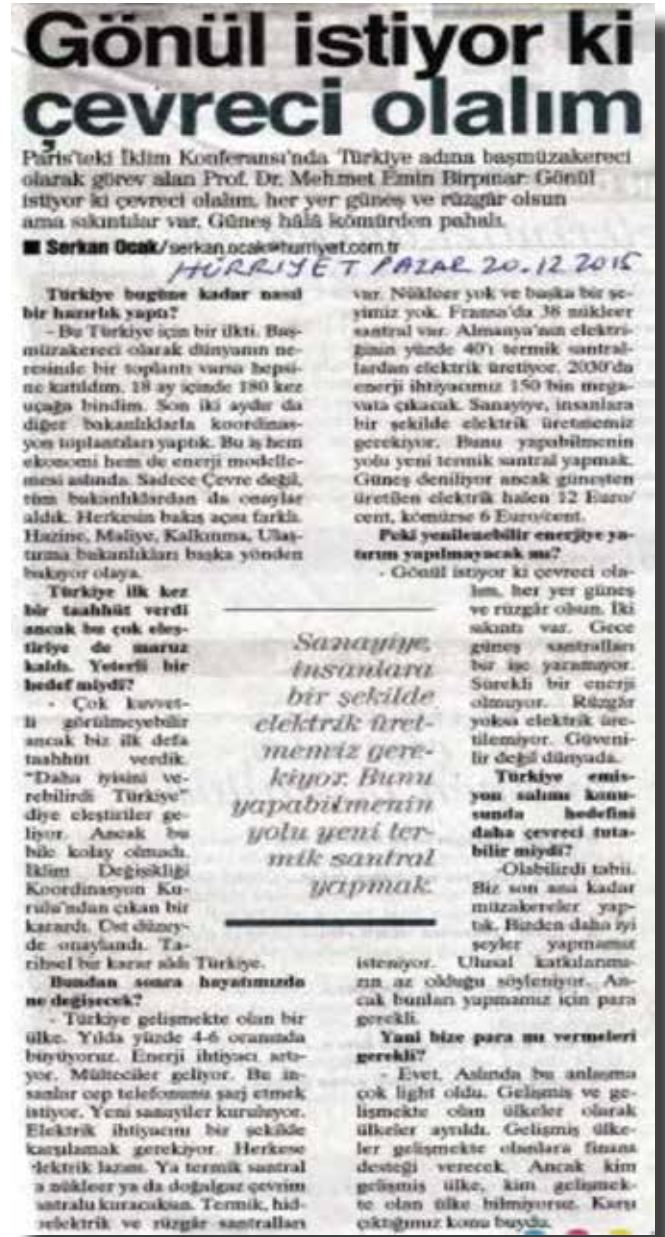 Gönül istiyor ki
çevreci olalım
Paris'teki İklim Konferansı'nda Türkiye adına başmüzakereci
olarak görev alan Prof. Dr. Mehmet Emin Birpınar: Gönül
istiyor ki çevreci olalım, her yer güneş ve rüzgâr olsun
ama sıkıntılar var. Güneş hâlâ kömürden pahalı.
■ Serkan Ocak/serkan.ocak@hurriyet.com.tr
HÜRRİYET PAZAR 20.12.2015
Türkiye bugüne kadar nasıl
bir hazırlık yaptı?
- Bu Türkiye için bir ilkti. Baş-
müzakereci olarak dünyanın ne-
resinde bir toplantı varsa hepsi-
ne katıldım. 18 ay içinde 180 kez
uçağa bindim. Son iki aydır da
diğer bakanlıklarla koordinas-
yon toplantıları yaptık. Bu iş hem
ekonomi hem de enerji modelle-
mesi aslında. Sadece Çevre değil,
tüm bakanlıklardan da onaylar
aldık. Herkesin bakış açısı farklı.
Hazine, Maliye, Kalkınma, Ulaş-
tırma bakanlıkları başka yönden
bakıyor olaya.
Türkiye ilk kez
bir taahhüt verdi
ancak bu çok eleş-
tiriye de maruz
kaldı. Yeterli bir
hedef miydi?
- Çok kuvvet-
li görülmeyebilir
ancak biz ilk defa
taahhüt verdik.
"Daha iyisini ve-
rebilirdi Türkiye"
diye eleştiriler ge-
liyor. Ancak bu
bile kolay olmadı.
İklim Değişikliği
Koordinasyon Ku-
rulu'ndan çıkan bir
karardı. Üst düzey-
de onaylandı. Ta-
rihsel bir karar aldı Türkiye.
Bundan sonra hayatımızda
ne değişecek?
- Türkiye gelişmekte olan bir
ülke. Yılda yüzde 4-6 oranında
büyüyoruz. Enerji ihtiyacı artı-
yor. Mülteciler geliyor. Bu in-
sanlar cep telefonunu şarj etmek
istiyor. Yeni sanayiler kuruluyor.
Elektrik ihtiyacını bir şekilde
karşılamak gerekiyor. Herkese
elektrik lazım. Ya termik santral
a nükleer ya da doğalgaz çevrim
santralı kuracaksın. Termik, hid-
roelektrik ve rüzgâr santralları
Sanayiye,
insanlara
bir şekilde
elektrik üret-
memiz gere-
kiyor. Bunu
yapabilmenin
yolu yeni ter-
mik santral
yapmak.
var. Nükleer yok ve başka bir şe-
yimiz yok. Fransa'da 38 nükleer
santral var. Almanya'nın elektri-
ğinin yüzde 40'ı termik santral-
lardan elektrik üretiyor. 2030'da
enerji ihtiyacımız 150 bin mega-
vata çıkacak. Sanayiye, insanlara
bir şekilde elektrik üretmemiz
gerekiyor. Bunu yapabilmenin
yolu yeni termik santral yapmak.
Güneş deniliyor ancak güneşten
üretilen elektrik halen 12 Euro/
cent, kömürse 6 Euro/cent.
Peki yenilenebilir enerjiye ya-
tırım yapılmayacak mı?
- Gönül istiyor ki çevreci ola-
lım, her yer güneş
ve rüzgâr olsun. İki
sıkıntı var. Gece
güneş santralları
bir işe yaramıyor.
Sürekli bir enerji
olmuyor. Rüzgâr
yoksa elektrik üre-
tilemiyor. Güveni-
lir değil dünyada.
Türkiye emis-
yon salımı konu-
sunda hedefini
daha çevreci tuta-
bilir miydi?
-Olabilirdi tabii.
Biz son ana kadar
müzakereler yap-
tık. Bizden daha iyi
şeyler yapmamız
isteniyor. Ulusal katkılarımı-
zın az olduğu söyleniyor. An-
cak bunları yapmamız için para
gerekli.
Yani bize para mı vermeleri
gerekli?
- Evet. Aslında bu anlaşma
çok light oldu. Gelişmiş ve ge-
lişmekte olan ülkeler olarak
ülkeler ayrıldı. Gelişmiş ülke-
ler gelişmekte olanlara finans
desteği verecek. Ancak kim
gelişmiş ülke, kim gelişmek-
te olan ülke bilmiyoruz. Karşı
çıktığımız konu buydu.